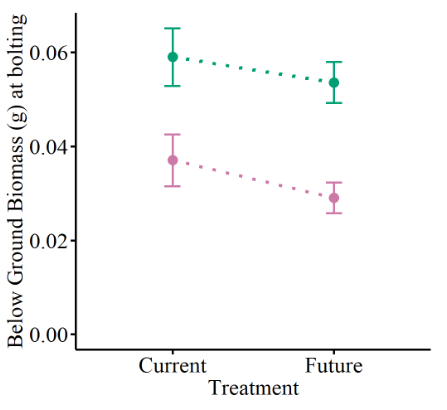 Below Ground Biomass (g) at bolting
0.06
0.04
0.02
0.00
Current Future
Treatment